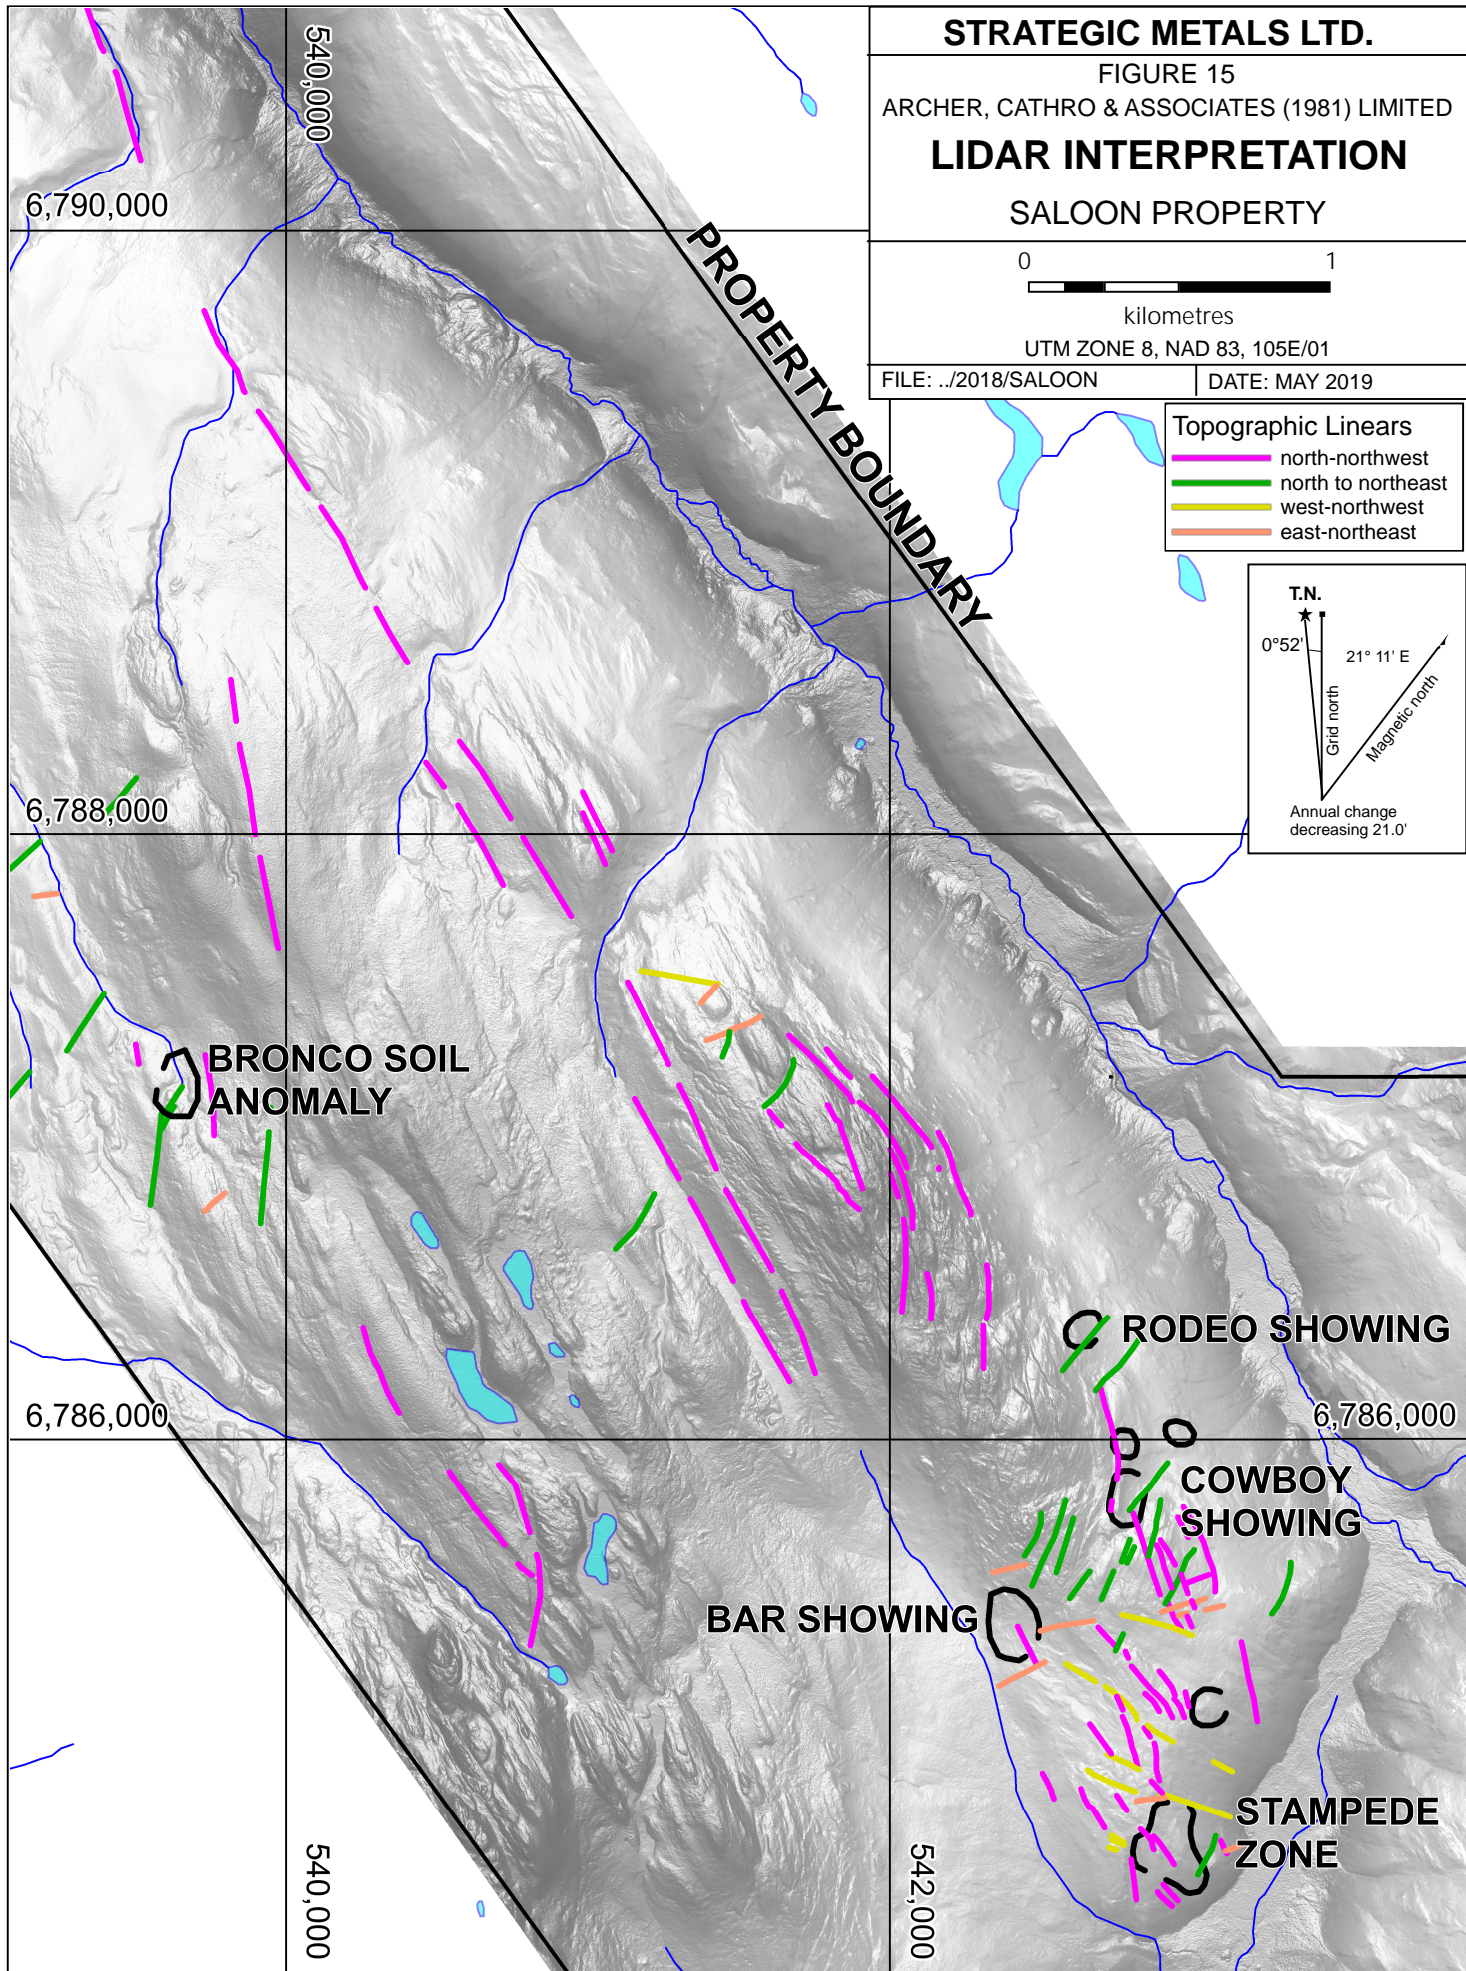 STRATEGIC METALS LTD.
FIGURE 15
ARCHER, CATHRO & ASSOCIATES (1981) LIMITED
LIDAR INTERPRETATION
SALOON PROPERTY
0 1
kilometres
UTM ZONE 8, NAD 83, 105E/01
FILE: ../2018/SALOON
DATE: MAY 2019
Topographic Linears
north-northwest
north to northeast
west-northwest
east-northeast
T.N.
0°52'
21° 11' E
Grid north
Magnetic north
Annual change
decreasing 21.0'
540,000
6,790,000
PROPERTY BOUNDARY
6,788,000
BRONCO SOIL
ANOMALY
RODEO SHOWING
6,786,000
6,786,000
COWBOY
SHOWING
BAR SHOWING
STAMPEDE
ZONE
540,000
542,000